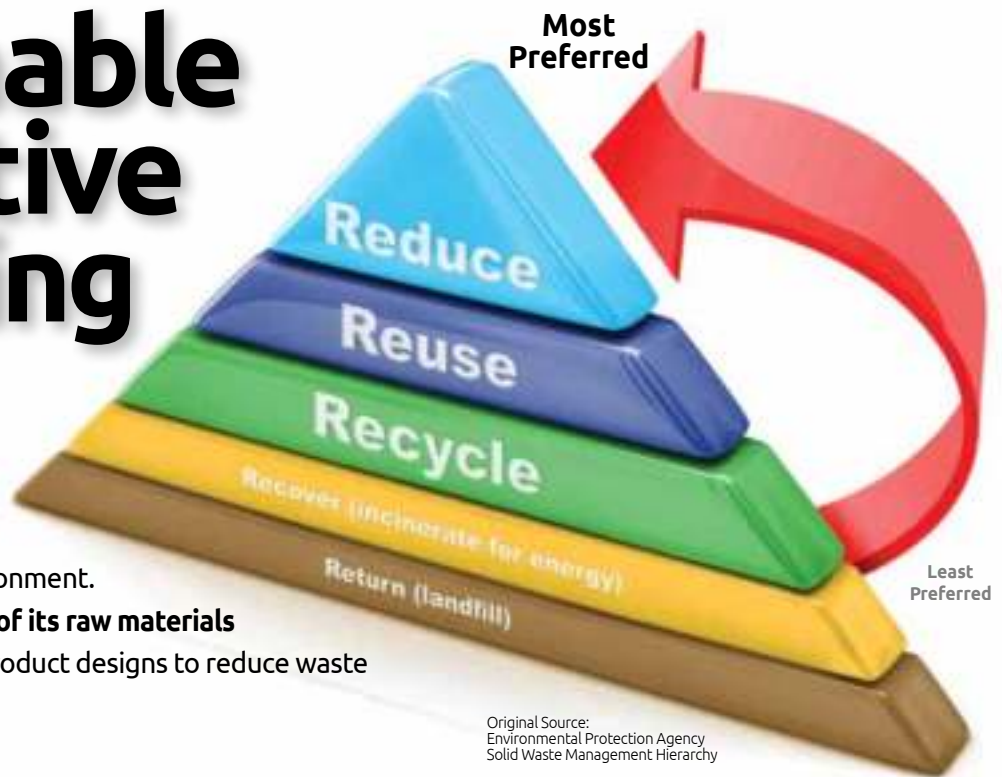 able
tive
ing
Most
Preferred
Reduce
Reuse
Recycle
Recover (incinerate for energy)
Return (landfill)
Least
Preferred
onment.
of its raw materials
oduct designs to reduce waste
Original Source:
Environmental Protection Agency
Solid Waste Management Hierarchy